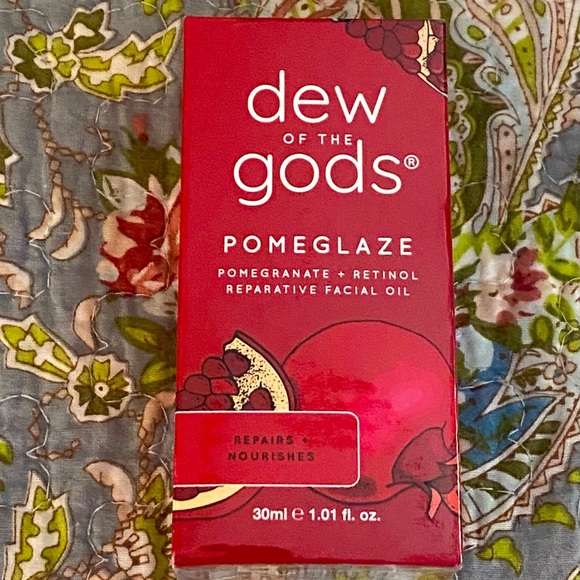 dew
OF THE
gods®
POMEGLAZE
POMEGRANATE + RETINOL
REPARATIVE FACIAL OIL
REPAIRS +
NOURISHES
30ml ℮ 1.01 fl. oz.